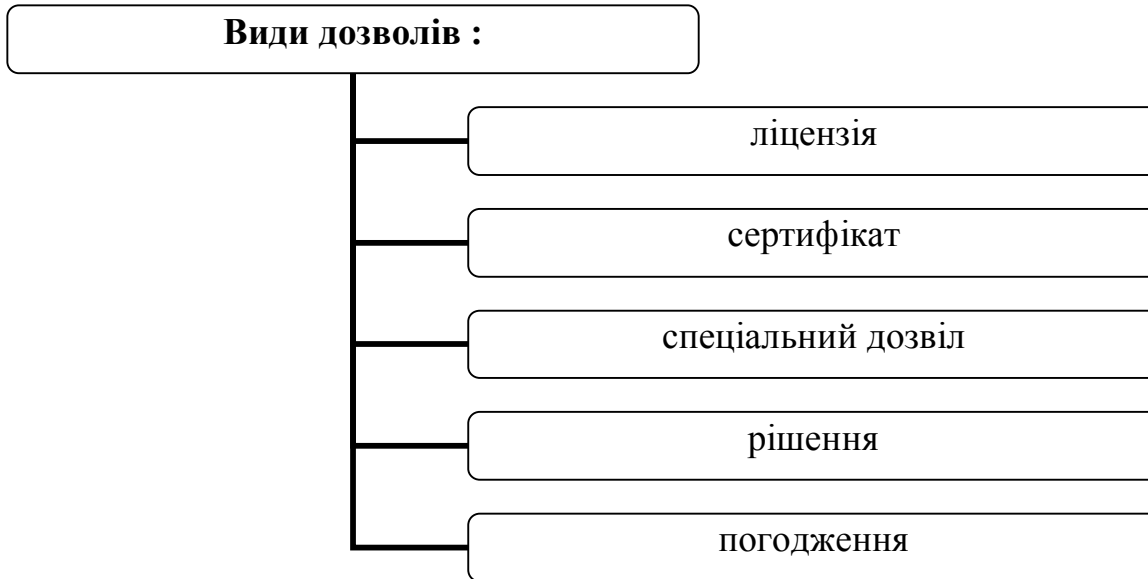 Види дозволів :
ліцензія
сертифікат
спеціальний дозвіл
рішення
погодження